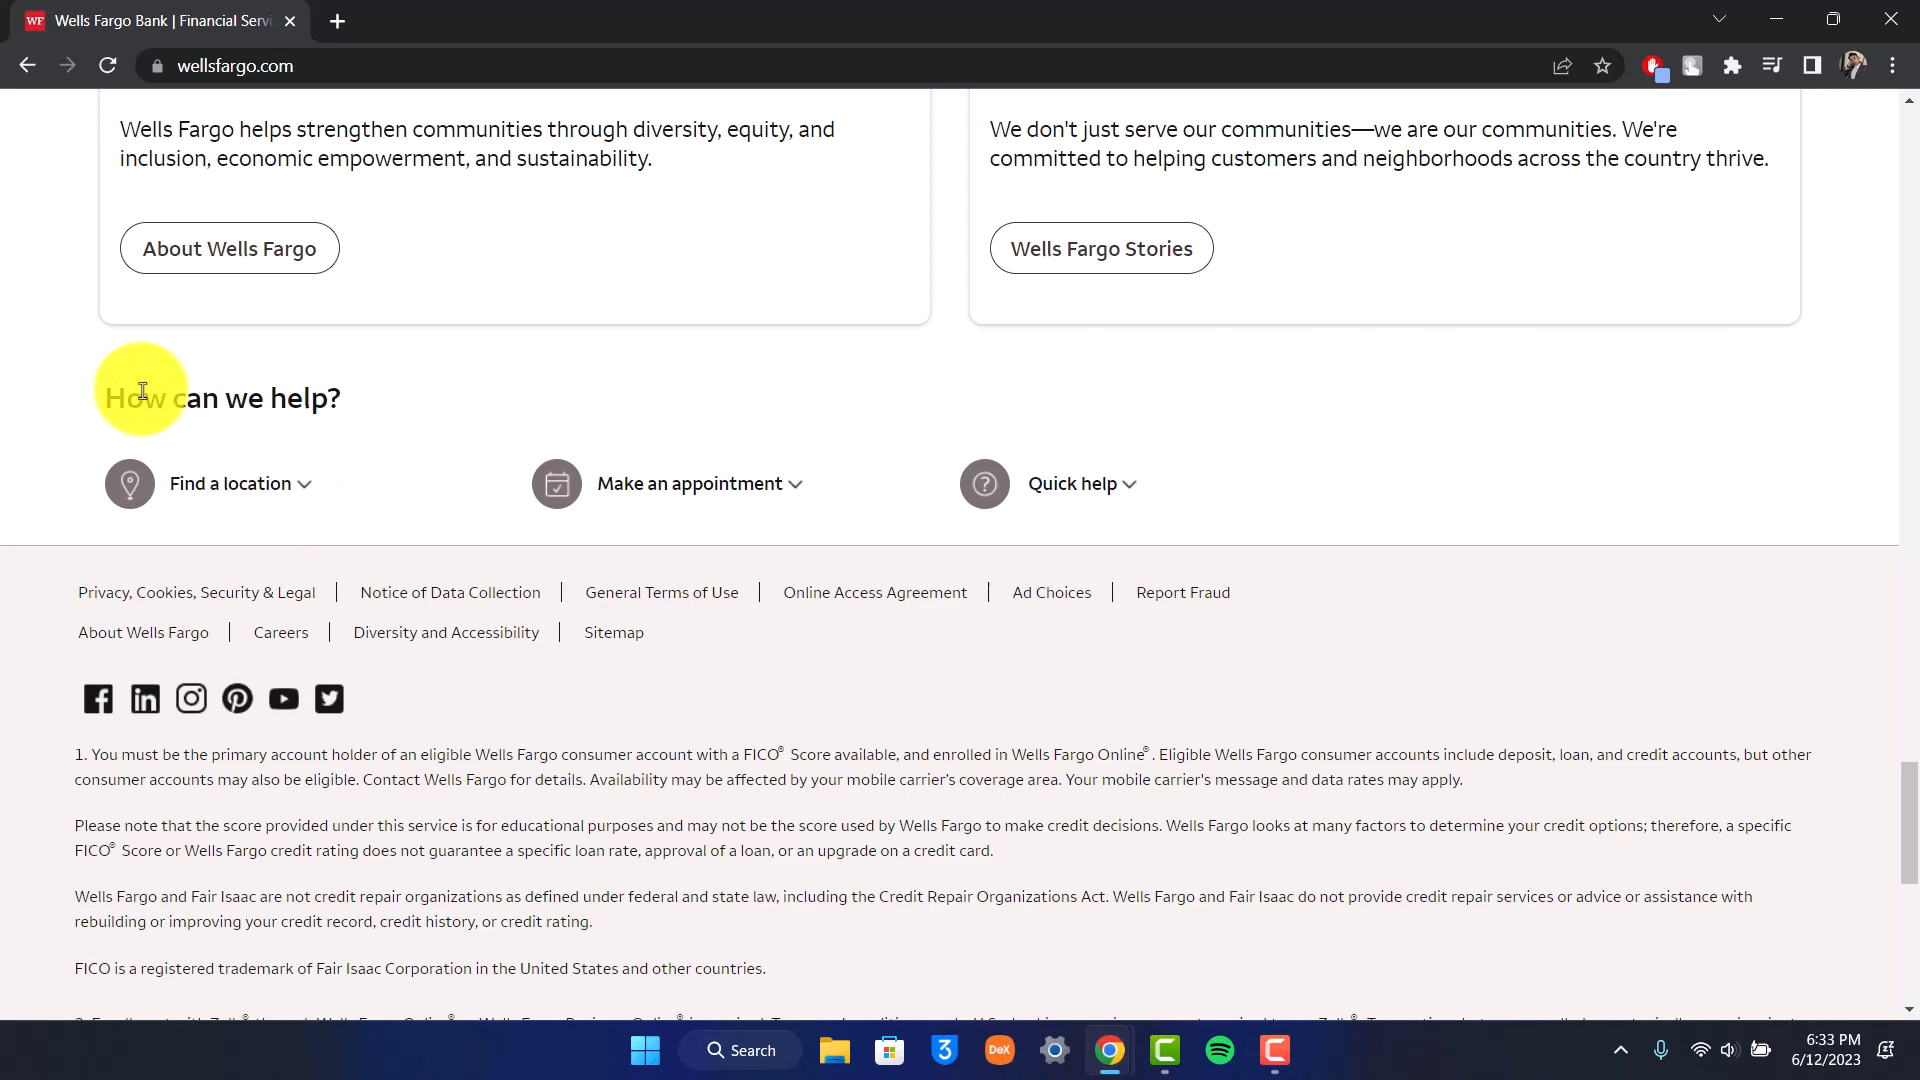 WF Wells Fargo Bank | Financial Servi
wellsfargo.com
Wells Fargo helps strengthen communities through diversity, equity, and
inclusion, economic empowerment, and sustainability.
About Wells Fargo
We don't just serve our communities—we are our communities. We're
committed to helping customers and neighborhoods across the country thrive.
Wells Fargo Stories
How can we help?
Find a location
Make an appointment
Quick help
Privacy, Cookies, Security & Legal
Notice of Data Collection
General Terms of Use
Online Access Agreement
Ad Choices
Report Fraud
About Wells Fargo
Careers
Diversity and Accessibility
Sitemap
1. You must be the primary account holder of an eligible Wells Fargo consumer account with a FICO® Score available, and enrolled in Wells Fargo Online®. Eligible Wells Fargo consumer accounts include deposit, loan, and credit accounts, but other
consumer accounts may also be eligible. Contact Wells Fargo for details. Availability may be affected by your mobile carrier's coverage area. Your mobile carrier's message and data rates may apply.
Please note that the score provided under this service is for educational purposes and may not be the score used by Wells Fargo to make credit decisions. Wells Fargo looks at many factors to determine your credit options; therefore, a specific
FICO® Score or Wells Fargo credit rating does not guarantee a specific loan rate, approval of a loan, or an upgrade on a credit card.
Wells Fargo and Fair Isaac are not credit repair organizations as defined under federal and state law, including the Credit Repair Organizations Act. Wells Fargo and Fair Isaac do not provide credit repair services or advice or assistance with
rebuilding or improving your credit record, credit history, or credit rating.
FICO is a registered trademark of Fair Isaac Corporation in the United States and other countries.
Search
3
DeX
6:33 PM
6/12/2023